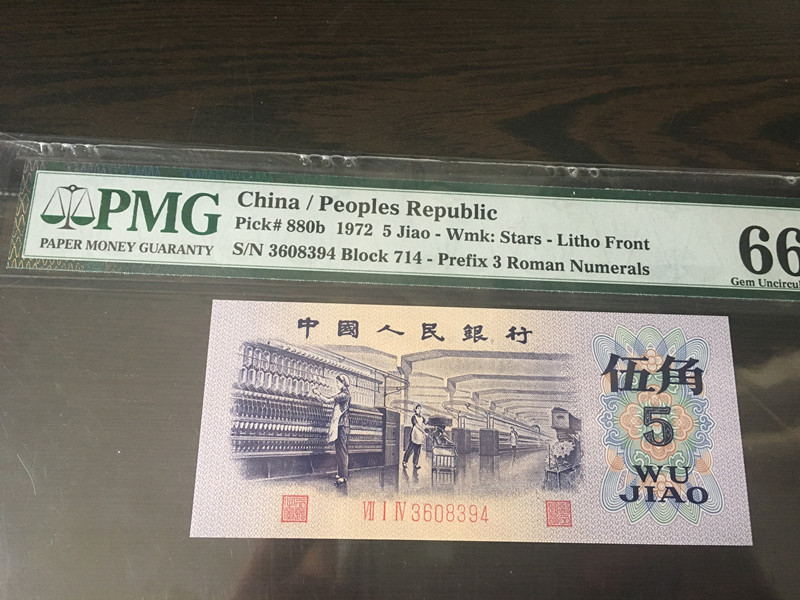 PMG
PAPER MONEY GUARANTY
China / Peoples Republic
Pick# 880b 1972 5 Jiao - Wmk: Stars - Litho Front
S/N 3608394 Block 714 - Prefix 3 Roman Numerals
66
Gem Uncircul
中國人民銀行
伍角
5
WU
JIAO
VII I IV 3608394